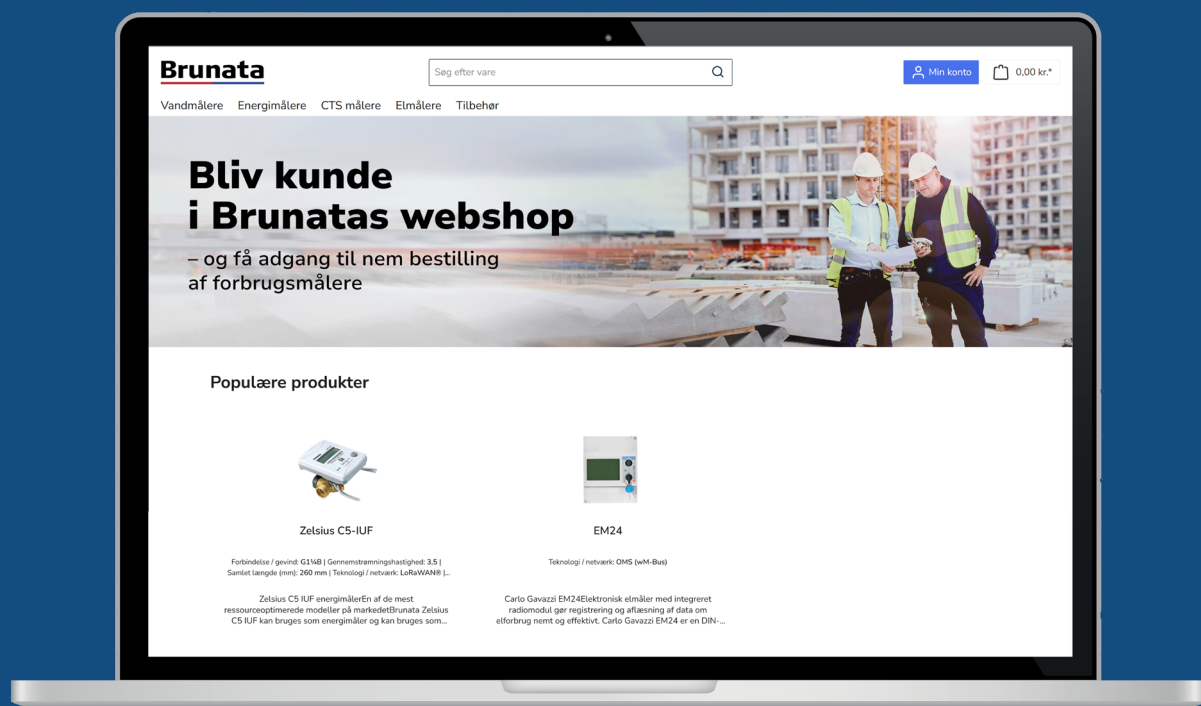 Brunata
Søg efter vare
Min konto
0,00 kr.*
Vandmålere Energimålere CTS målere Elmålere Tilbehør
Bliv kunde
i Brunatas webshop
– og få adgang til nem bestilling
af forbrugsmålere
Populære produkter
Zelsius C5-IUF
Forbindelse / gevind: G1¼B | Gennemstrømningshastighed: 3,5 |
Samlet længde (mm): 260 mm | Teknologi / netværk: LoRaWAN® |...
Zelsius C5 IUF energimålerEn af de mest
ressourceoptimerede modeller på markedetBrunata Zelsius
C5 IUF kan bruges som energimåler og kan bruges som...
EM24
Teknologi / netværk: OMS (wM-Bus)
Carlo Gavazzi EM24Elektronisk elmåler med integreret
radiomodul gør registrering og aflæsning af data om
elforbrug nemt og effektivt. Carlo Gavazzi EM24 er en DIN-...